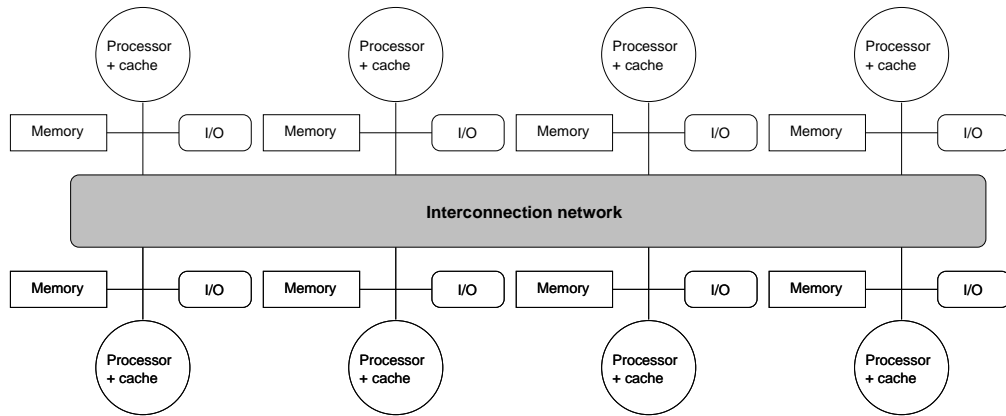 Processor
+ cache
Processor
+ cache
Processor
+ cache
Processor
+ cache
Memory
I/O
Memory
I/O
Memory
I/O
Memory
I/O
Interconnection network
Memory
I/O
Memory
I/O
Memory
I/O
Memory
I/O
Processor
+ cache
Processor
+ cache
Processor
+ cache
Processor
+ cache